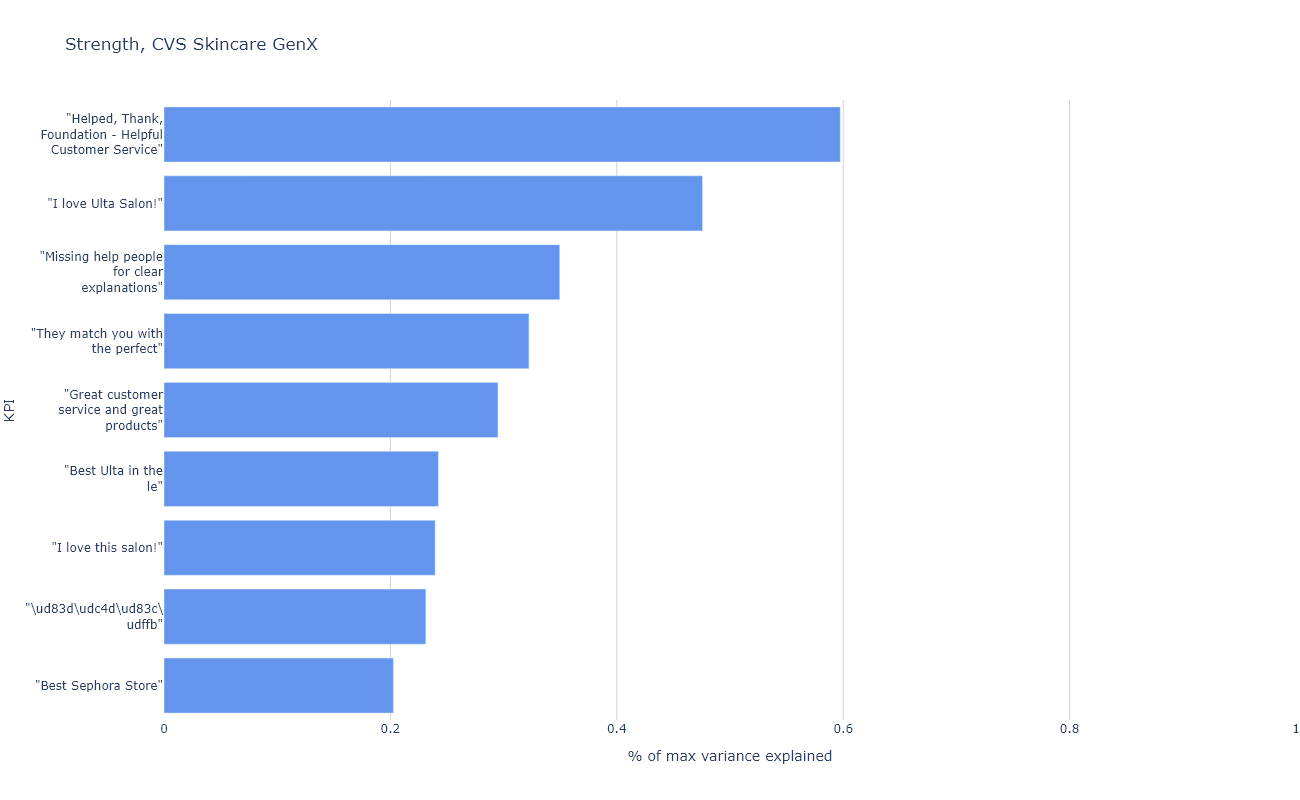 Strength, CVS Skincare GenX
"Helped, Thank,
Foundation - Helpful
Customer Service"
"I love Ulta Salon!"
"Missing help people
for clear
explanations"
"They match you with
the perfect"
"Great customer
service and great
products"
"Best Ulta in the
le"
"I love this salon!"
"\ud83d\udc4d\ud83c\
udffb"
"Best Sephora Store"
KPI
0 0.2 0.4 0.6 0.8 1
% of max variance explained